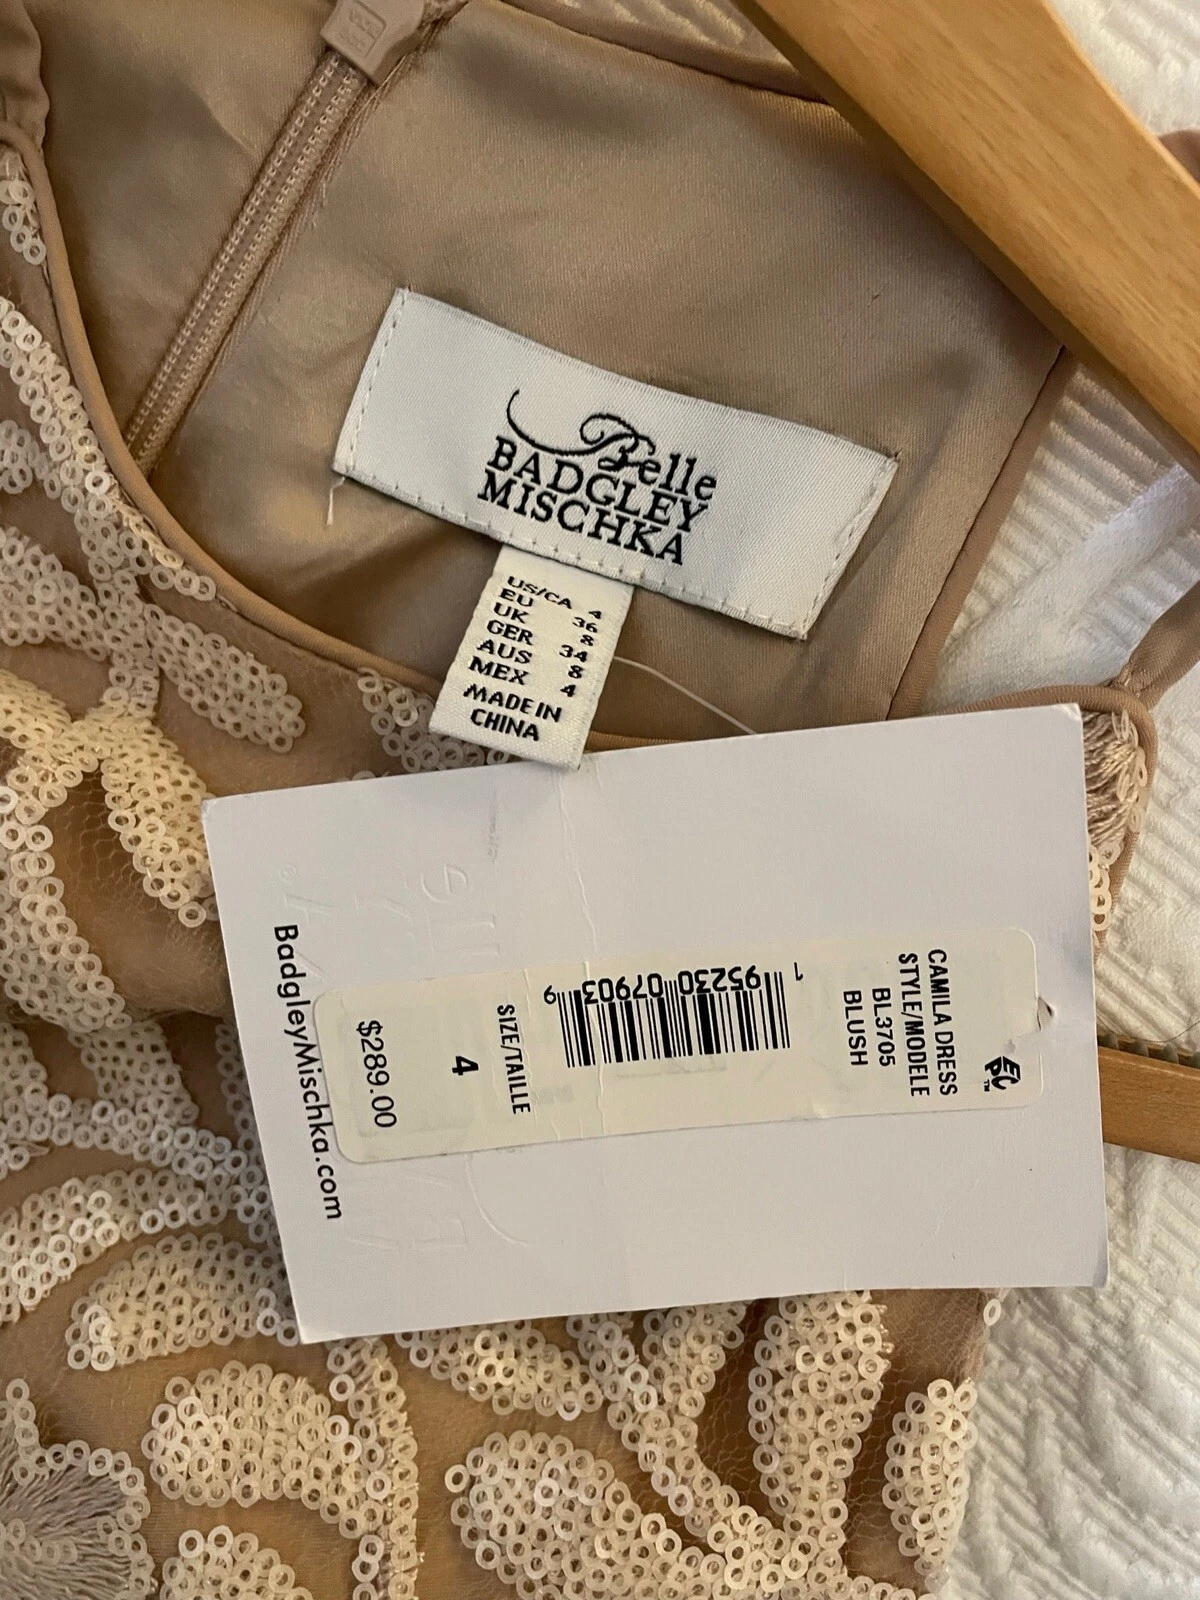 Belle
BADGLEY
MISCHKA
US/CA 4
EU 36
UK 8
GER 34
AUS 8
MEX 4
MADE IN
CHINA
BadgleyMischka.com
CAMILA DRESS
STYLE/MODELE
BL3705
BLUSH
1 95230 07903 9
SIZE/TAILLE
4
$289.00